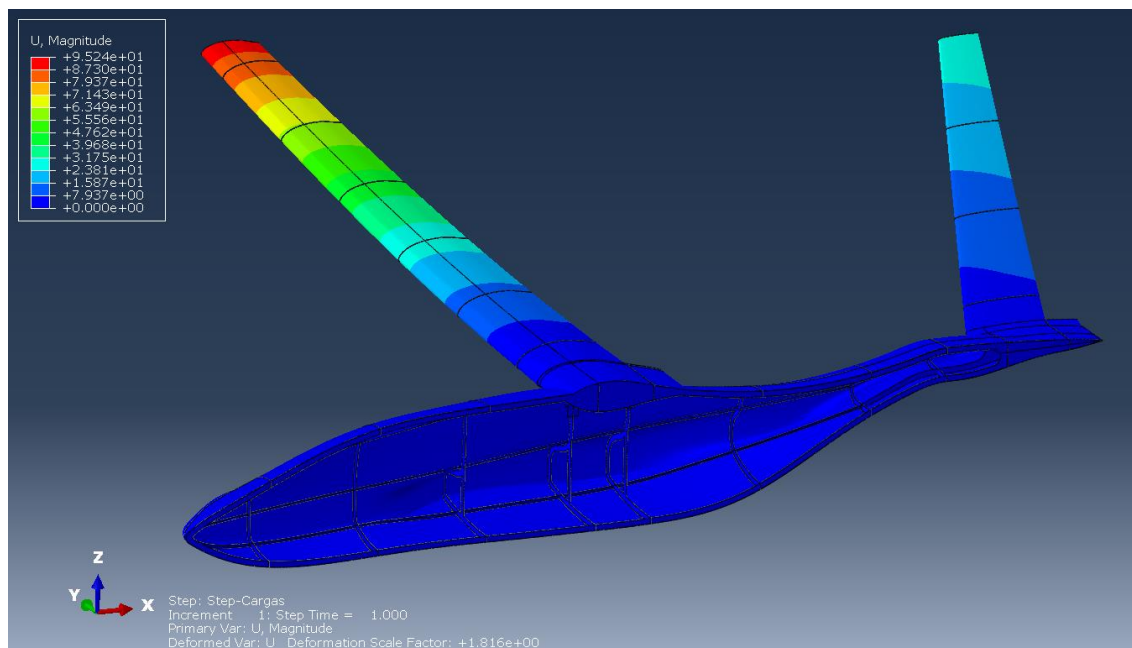 U, Magnitude
+9.524e+01
+8.730e+01
+7.937e+01
+7.143e+01
+6.349e+01
+5.556e+01
+4.762e+01
+3.968e+01
+3.175e+01
+2.381e+01
+1.587e+01
+7.937e+00
+0.000e+00
Z
Y
X
Step: Step-Cargas
Increment 1: Step Time = 1.000
Primary Var: U, Magnitude
Deformed Var: U Deformation Scale Factor: +1.816e+00